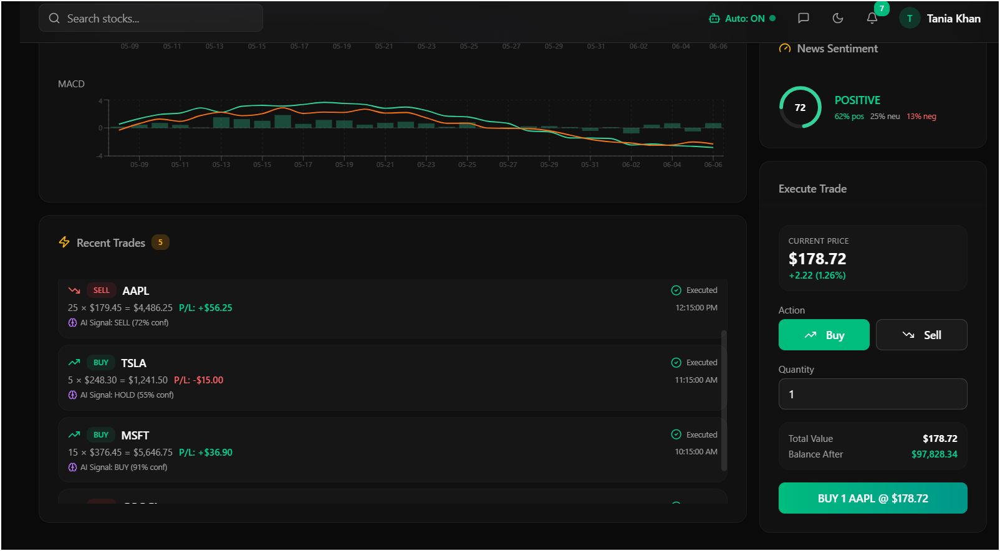 Search stocks...
Auto: ON
7
T
Tania Khan
05-09 05-11 05-13 05-15 05-17 05-19 05-21 05-23 05-25 05-27 05-29 05-31 06-02 06-04 06-06
MACD
4
0
-4
05-09 05-11 05-13 05-15 05-17 05-19 05-21 05-23 05-25 05-27 05-29 05-31 06-02 06-04 06-06
News Sentiment
72
POSITIVE
62% pos 25% neu 13% neg
Recent Trades 5
SELL AAPL
Executed
25 × $179.45 = $4,486.25 P/L: +$56.25
12:15:00 PM
AI Signal: SELL (72% conf)
BUY TSLA
Executed
5 × $248.30 = $1,241.50 P/L: -$15.00
11:15:00 AM
AI Signal: HOLD (55% conf)
BUY MSFT
Executed
15 × $376.45 = $5,646.75 P/L: +$36.90
10:15:00 AM
AI Signal: BUY (91% conf)
Execute Trade
CURRENT PRICE
$178.72
+2.22 (1.26%)
Action
Buy
Sell
Quantity
1
Total Value $178.72
Balance After $97,828.34
BUY 1 AAPL @ $178.72